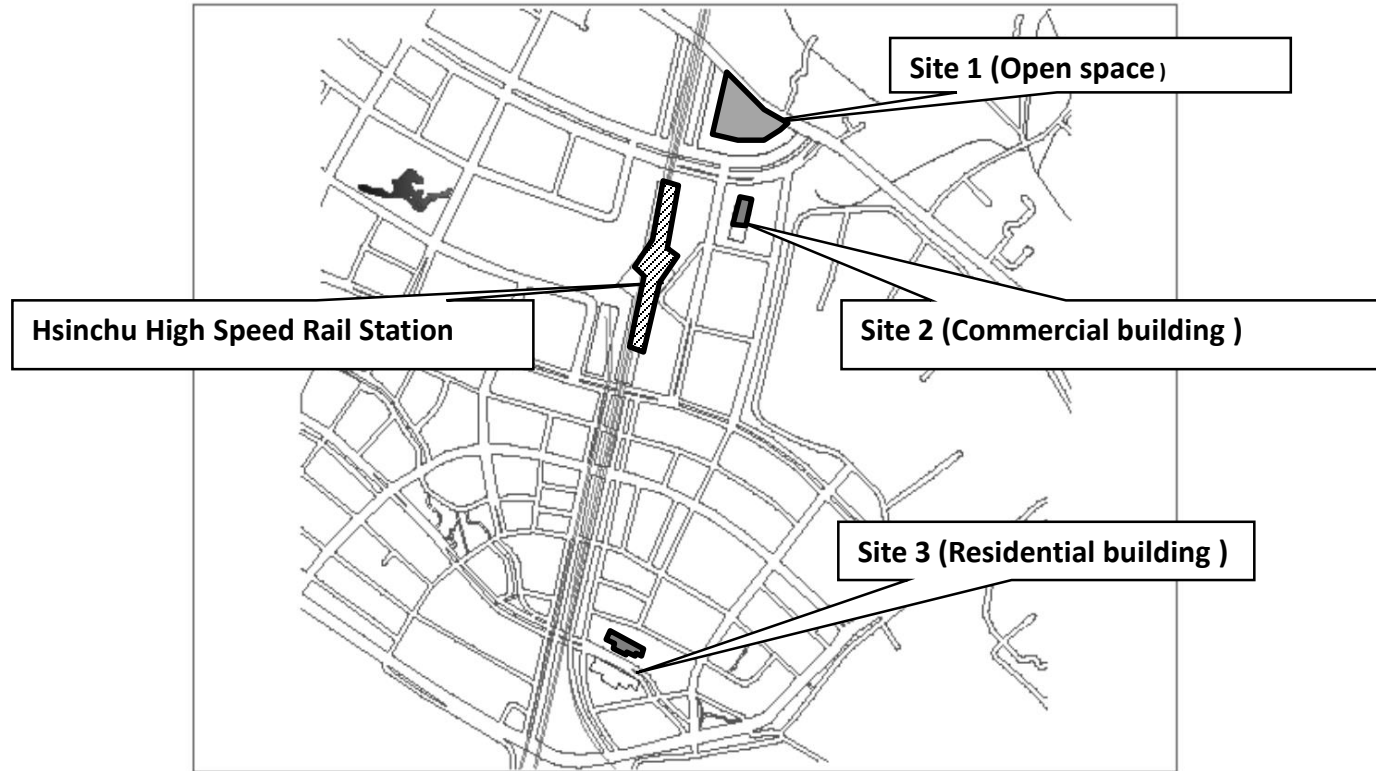 Site 1 (Open space)
Hsinchu High Speed Rail Station
Site 2 (Commercial building )
Site 3 (Residential building )